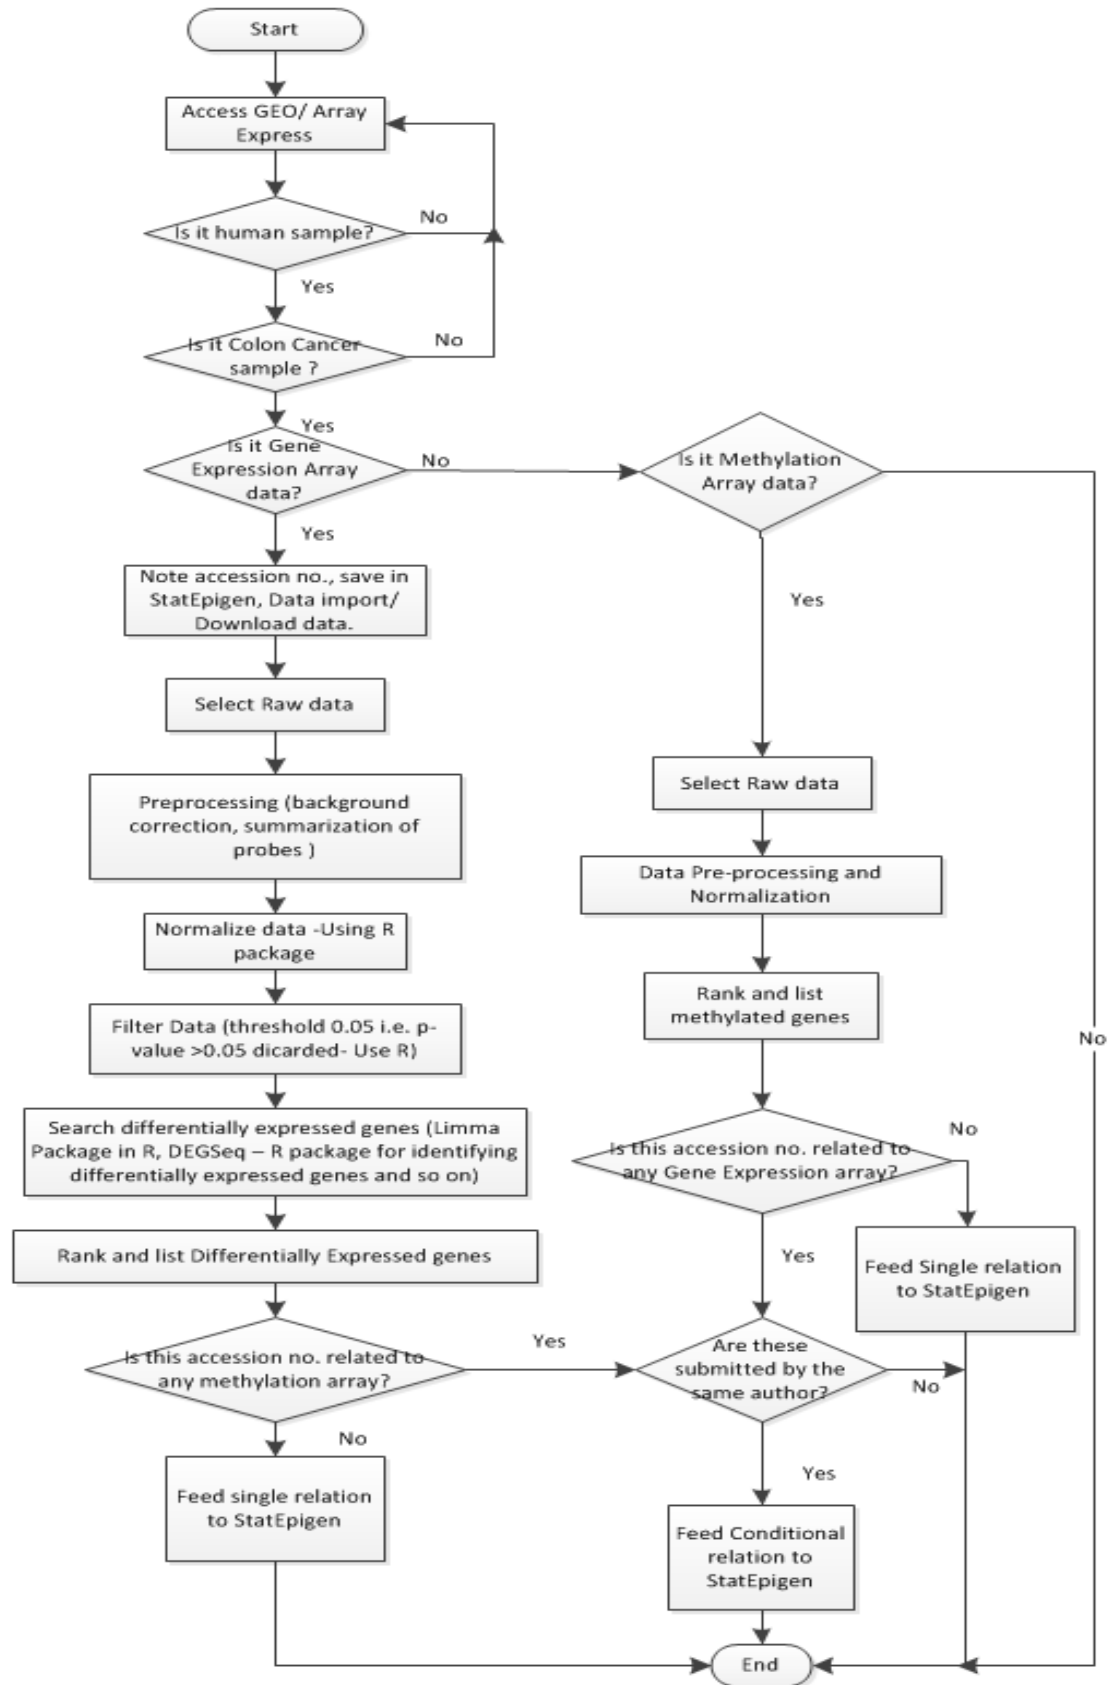 Start
Access GEO/ Array
Express
Is it human sample?
No
Yes
Is it Colon Cancer
sample ?
No
Yes
Is it Gene
Expression Array
data?
No
Is it Methylation
Array data?
Yes
Note accession no., save in
StatEpigen, Data import/
Download data.
Yes
Select Raw data
Select Raw data
Preprocessing (background
correction, summarization of
probes )
Data Pre-processing and
Normalization
Normalize data -Using R
package
Rank and list
methylated genes
Filter Data (threshold 0.05 i.e. p-
value >0.05 dicarded- Use R)
No
Search differentially expressed genes (Limma
Package in R, DEGSeq – R package for identifying
differentially expressed genes and so on)
Is this accession no. related to
any Gene Expression array?
No
Rank and list Differentially Expressed genes
Yes
Feed Single relation
to StatEpigen
Is this accession no. related to
any methylation array?
Yes
Are these
submitted by the
same author?
No
No
Yes
Feed single relation
to StatEpigen
Feed Conditional
relation to
StatEpigen
End